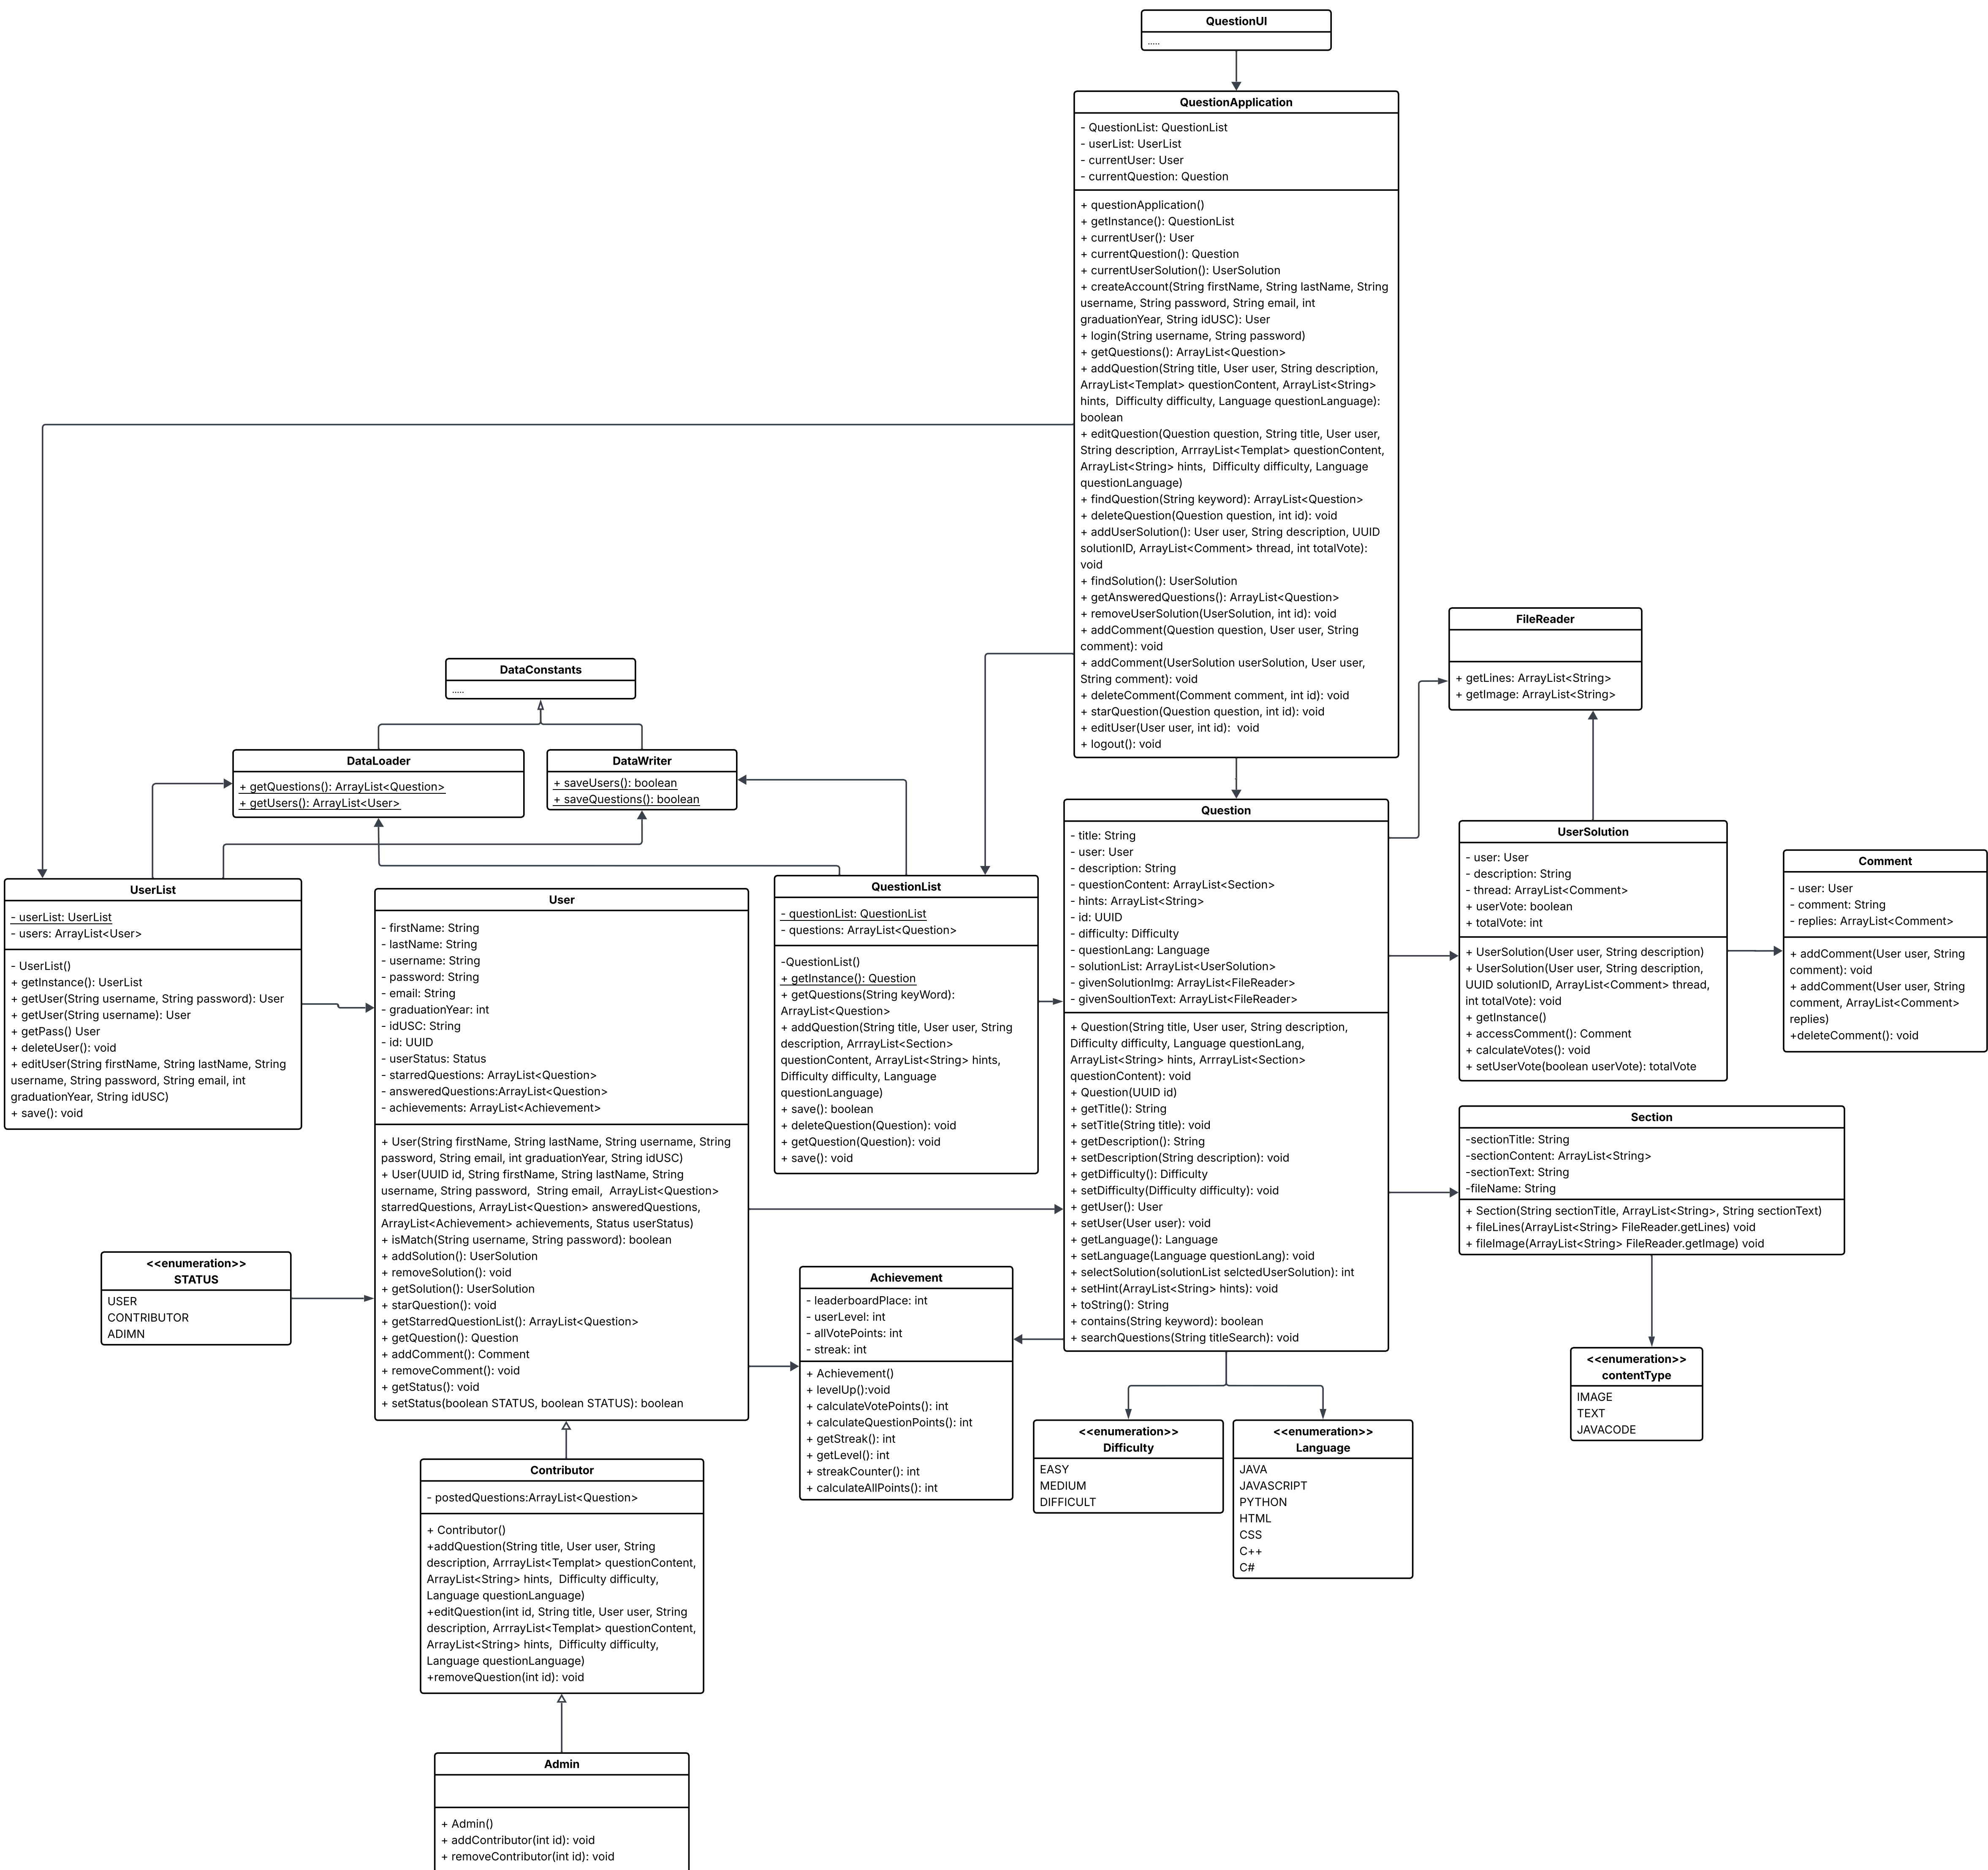 QuestionUI
.....
QuestionApplication
- QuestionList: QuestionList
- userList: UserList
- currentUser: User
- currentQuestion: Question
+ questionApplication()
+ getInstance(): QuestionList
+ currentUser(): User
+ currentQuestion(): Question
+ currentUserSolution(): UserSolution
+ createAccount(String firstName, String lastName, String
username, String password, String email, int
graduationYear, String idUSC): User
+ login(String username, String password)
+ getQuestions(): ArrayList<Question>
+ addQuestion(String title, User user, String description,
ArrayList<Templat> questionContent, ArrayList<String>
hints,  Difficulty difficulty, Language questionLanguage):
boolean
+ editQuestion(Question question, String title, User user,
String description, ArrrayList<Templat> questionContent,
ArrayList<String> hints,  Difficulty difficulty, Language
questionLanguage)
+ findQuestion(String keyword): ArrayList<Question>
+ deleteQuestion(Question question, int id): void
+ addUserSolution(): User user, String description, UUID
solutionID, ArrayList<Comment> thread, int totalVote):
void
+ findSolution(): UserSolution
+ getAnsweredQuestions(): ArrayList<Question>
+ removeUserSolution(UserSolution, int id): void
+ addComment(Question question, User user, String
comment): void
+ addComment(UserSolution userSolution, User user,
String comment): void
+ deleteComment(Comment comment, int id): void
+ starQuestion(Question question, int id): void
+ editUser(User user, int id):  void
+ logout(): void
FileReader
+ getLines: ArrayList<String>
+ getImage: ArrayList<String>
DataConstants
.....
DataLoader
+ getQuestions(): ArrayList<Question>
+ getUsers(): ArrayList<User>
DataWriter
+ saveUsers(): boolean
+ saveQuestions(): boolean
UserList
- userList: UserList
- users: ArrayList<User>
- UserList()
+ getInstance(): UserList
+ getUser(String username, String password): User
+ getUser(String username): User
+ getPass() User
+ deleteUser(): void
+ editUser(String firstName, String lastName, String
username, String password, String email, int
graduationYear, String idUSC)
+ save(): void
User
- firstName: String
- lastName: String
- username: String
- password: String
- email: String
- graduationYear: int
- idUSC: String
- id: UUID
- userStatus: Status
- starredQuestions: ArrayList<Question>
- answeredQuestions:ArrayList<Question>
- achievements: ArrayList<Achievement>
+ User(String firstName, String lastName, String username, String
password, String email, int graduationYear, String idUSC)
+ User(UUID id, String firstName, String lastName, String
username, String password,  String email,  ArrayList<Question>
starredQuestions, ArrayList<Question> answeredQuestions,
ArrayList<Achievement> achievements, Status userStatus)
+ isMatch(String username, String password): boolean
+ addSolution(): UserSolution
+ removeSolution(): void
+ getSolution(): UserSolution
+ starQuestion(): void
+ getStarredQuestionList(): ArrayList<Question>
+ getQuestion(): Question
+ addComment(): Comment
+ removeComment(): void
+ getStatus(): void
+ setStatus(boolean STATUS, boolean STATUS): boolean
QuestionList
- questionList: QuestionList
- questions: ArrayList<Question>
-QuestionList()
+ getInstance(): Question
+ getQuestions(String keyWord):
ArrayList<Question>
+ addQuestion(String title, User user, String
description, ArrrayList<Section>
questionContent, ArrayList<String> hints,
Difficulty difficulty, Language
questionLanguage)
+ save(): boolean
+ deleteQuestion(Question): void
+ getQuestion(Question): void
+ save(): void
Question
- title: String
- user: User
- description: String
- questionContent: ArrayList<Section>
- hints: ArrayList<String>
- id: UUID
- difficulty: Difficulty
- questionLang: Language
- solutionList: ArrayList<UserSolution>
- givenSolutionImg: ArrayList<FileReader>
- givenSoultionText: ArrayList<FileReader>
+ Question(String title, User user, String description,
Difficulty difficulty, Language questionLang,
ArrayList<String> hints, ArrrayList<Section>
questionContent): void
+ Question(UUID id)
+ getTitle(): String
+ setTitle(String title): void
+ getDescription(): String
+ setDescription(String description): void
+ getDifficulty(): Difficulty
+ setDifficulty(Difficulty difficulty): void
+ getUser(): User
+ setUser(User user): void
+ getLanguage(): Language
+ setLanguage(Language questionLang): void
+ selectSolution(solutionList selctedUserSolution): int
+ setHint(ArrayList<String> hints): void
+ toString(): String
+ contains(String keyword): boolean
+ searchQuestions(String titleSearch): void
UserSolution
- user: User
- description: String
- thread: ArrayList<Comment>
+ userVote: boolean
+ totalVote: int
+ UserSolution(User user, String description)
+ UserSolution(User user, String description,
UUID solutionID, ArrayList<Comment> thread,
int totalVote): void
+ getInstance()
+ accessComment(): Comment
+ calculateVotes(): void
+ setUserVote(boolean userVote): totalVote
Comment
- user: User
- comment: String
- replies: ArrayList<Comment>
+ addComment(User user, String
comment): void
+ addComment(User user, String
comment, ArrayList<Comment>
replies)
+deleteComment(): void
Section
-sectionTitle: String
-sectionContent: ArrayList<String>
-sectionText: String
-fileName: String
+ Section(String sectionTitle, ArrayList<String>, String sectionText)
+ fileLines(ArrayList<String> FileReader.getLines) void
+ fileImage(ArrayList<String> FileReader.getImage) void
<<enumeration>>
STATUS
USER
CONTRIBUTOR
ADIMN
Achievement
- leaderboardPlace: int
- userLevel: int
- allVotePoints: int
- streak: int
+ Achievement()
+ levelUp():void
+ calculateVotePoints(): int
+ calculateQuestionPoints(): int
+ getStreak(): int
+ getLevel(): int
+ streakCounter(): int
+ calculateAllPoints(): int
<<enumeration>>
contentType
IMAGE
TEXT
JAVACODE
<<enumeration>>
Difficulty
EASY
MEDIUM
DIFFICULT
<<enumeration>>
Language
JAVA
JAVASCRIPT
PYTHON
HTML
CSS
C++
C#
Contributor
- postedQuestions:ArrayList<Question>
+ Contributor()
+addQuestion(String title, User user, String
description, ArrrayList<Templat> questionContent,
ArrayList<String> hints,  Difficulty difficulty,
Language questionLanguage)
+editQuestion(int id, String title, User user, String
description, ArrrayList<Templat> questionContent,
ArrayList<String> hints,  Difficulty difficulty,
Language questionLanguage)
+removeQuestion(int id): void
Admin
+ Admin()
+ addContributor(int id): void
+ removeContributor(int id): void